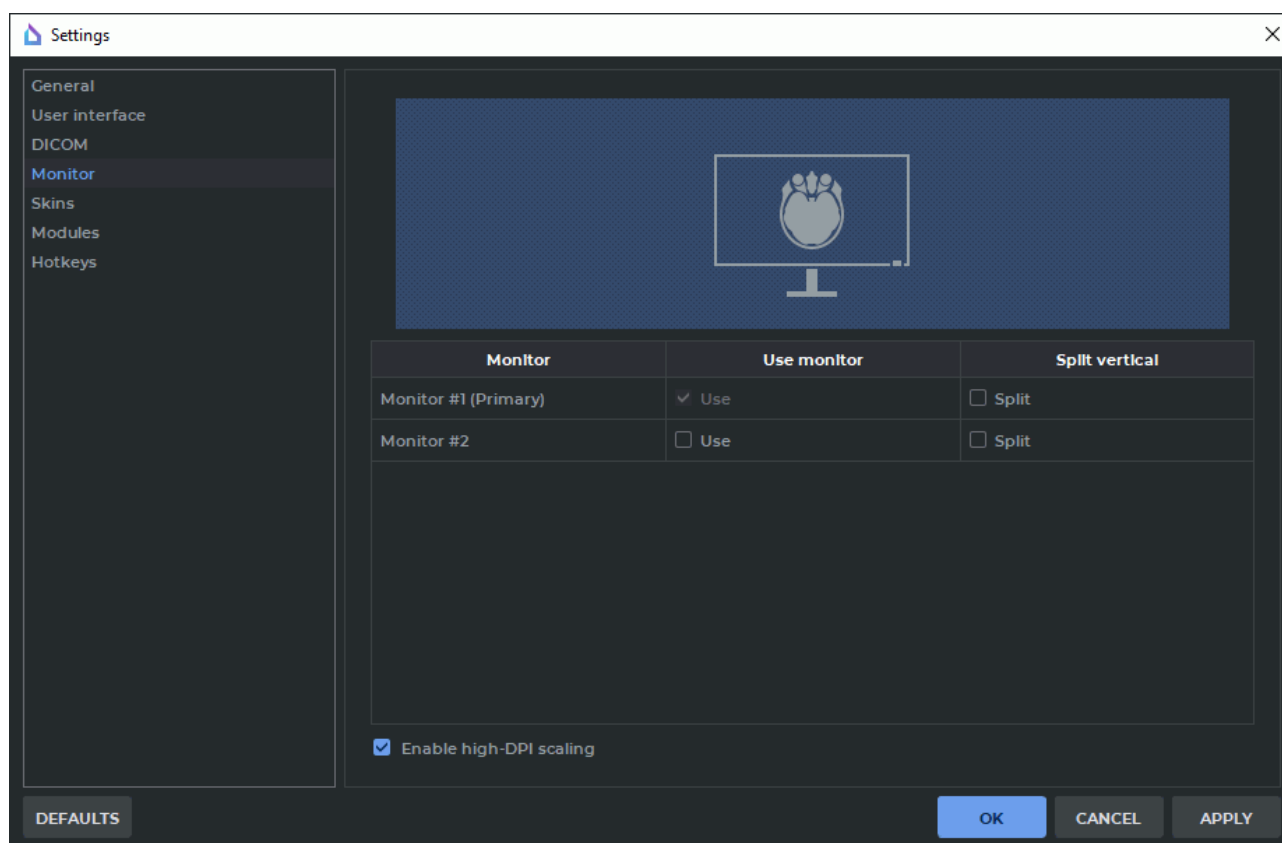 Settings
General
User interface
DICOM
Monitor
Skins
Modules
Hotkeys
Monitor Use monitor Split vertical
Monitor #1 (Primary) Use Split
Monitor #2 Use Split
Enable high-DPI scaling
DEFAULTS OK CANCEL APPLY